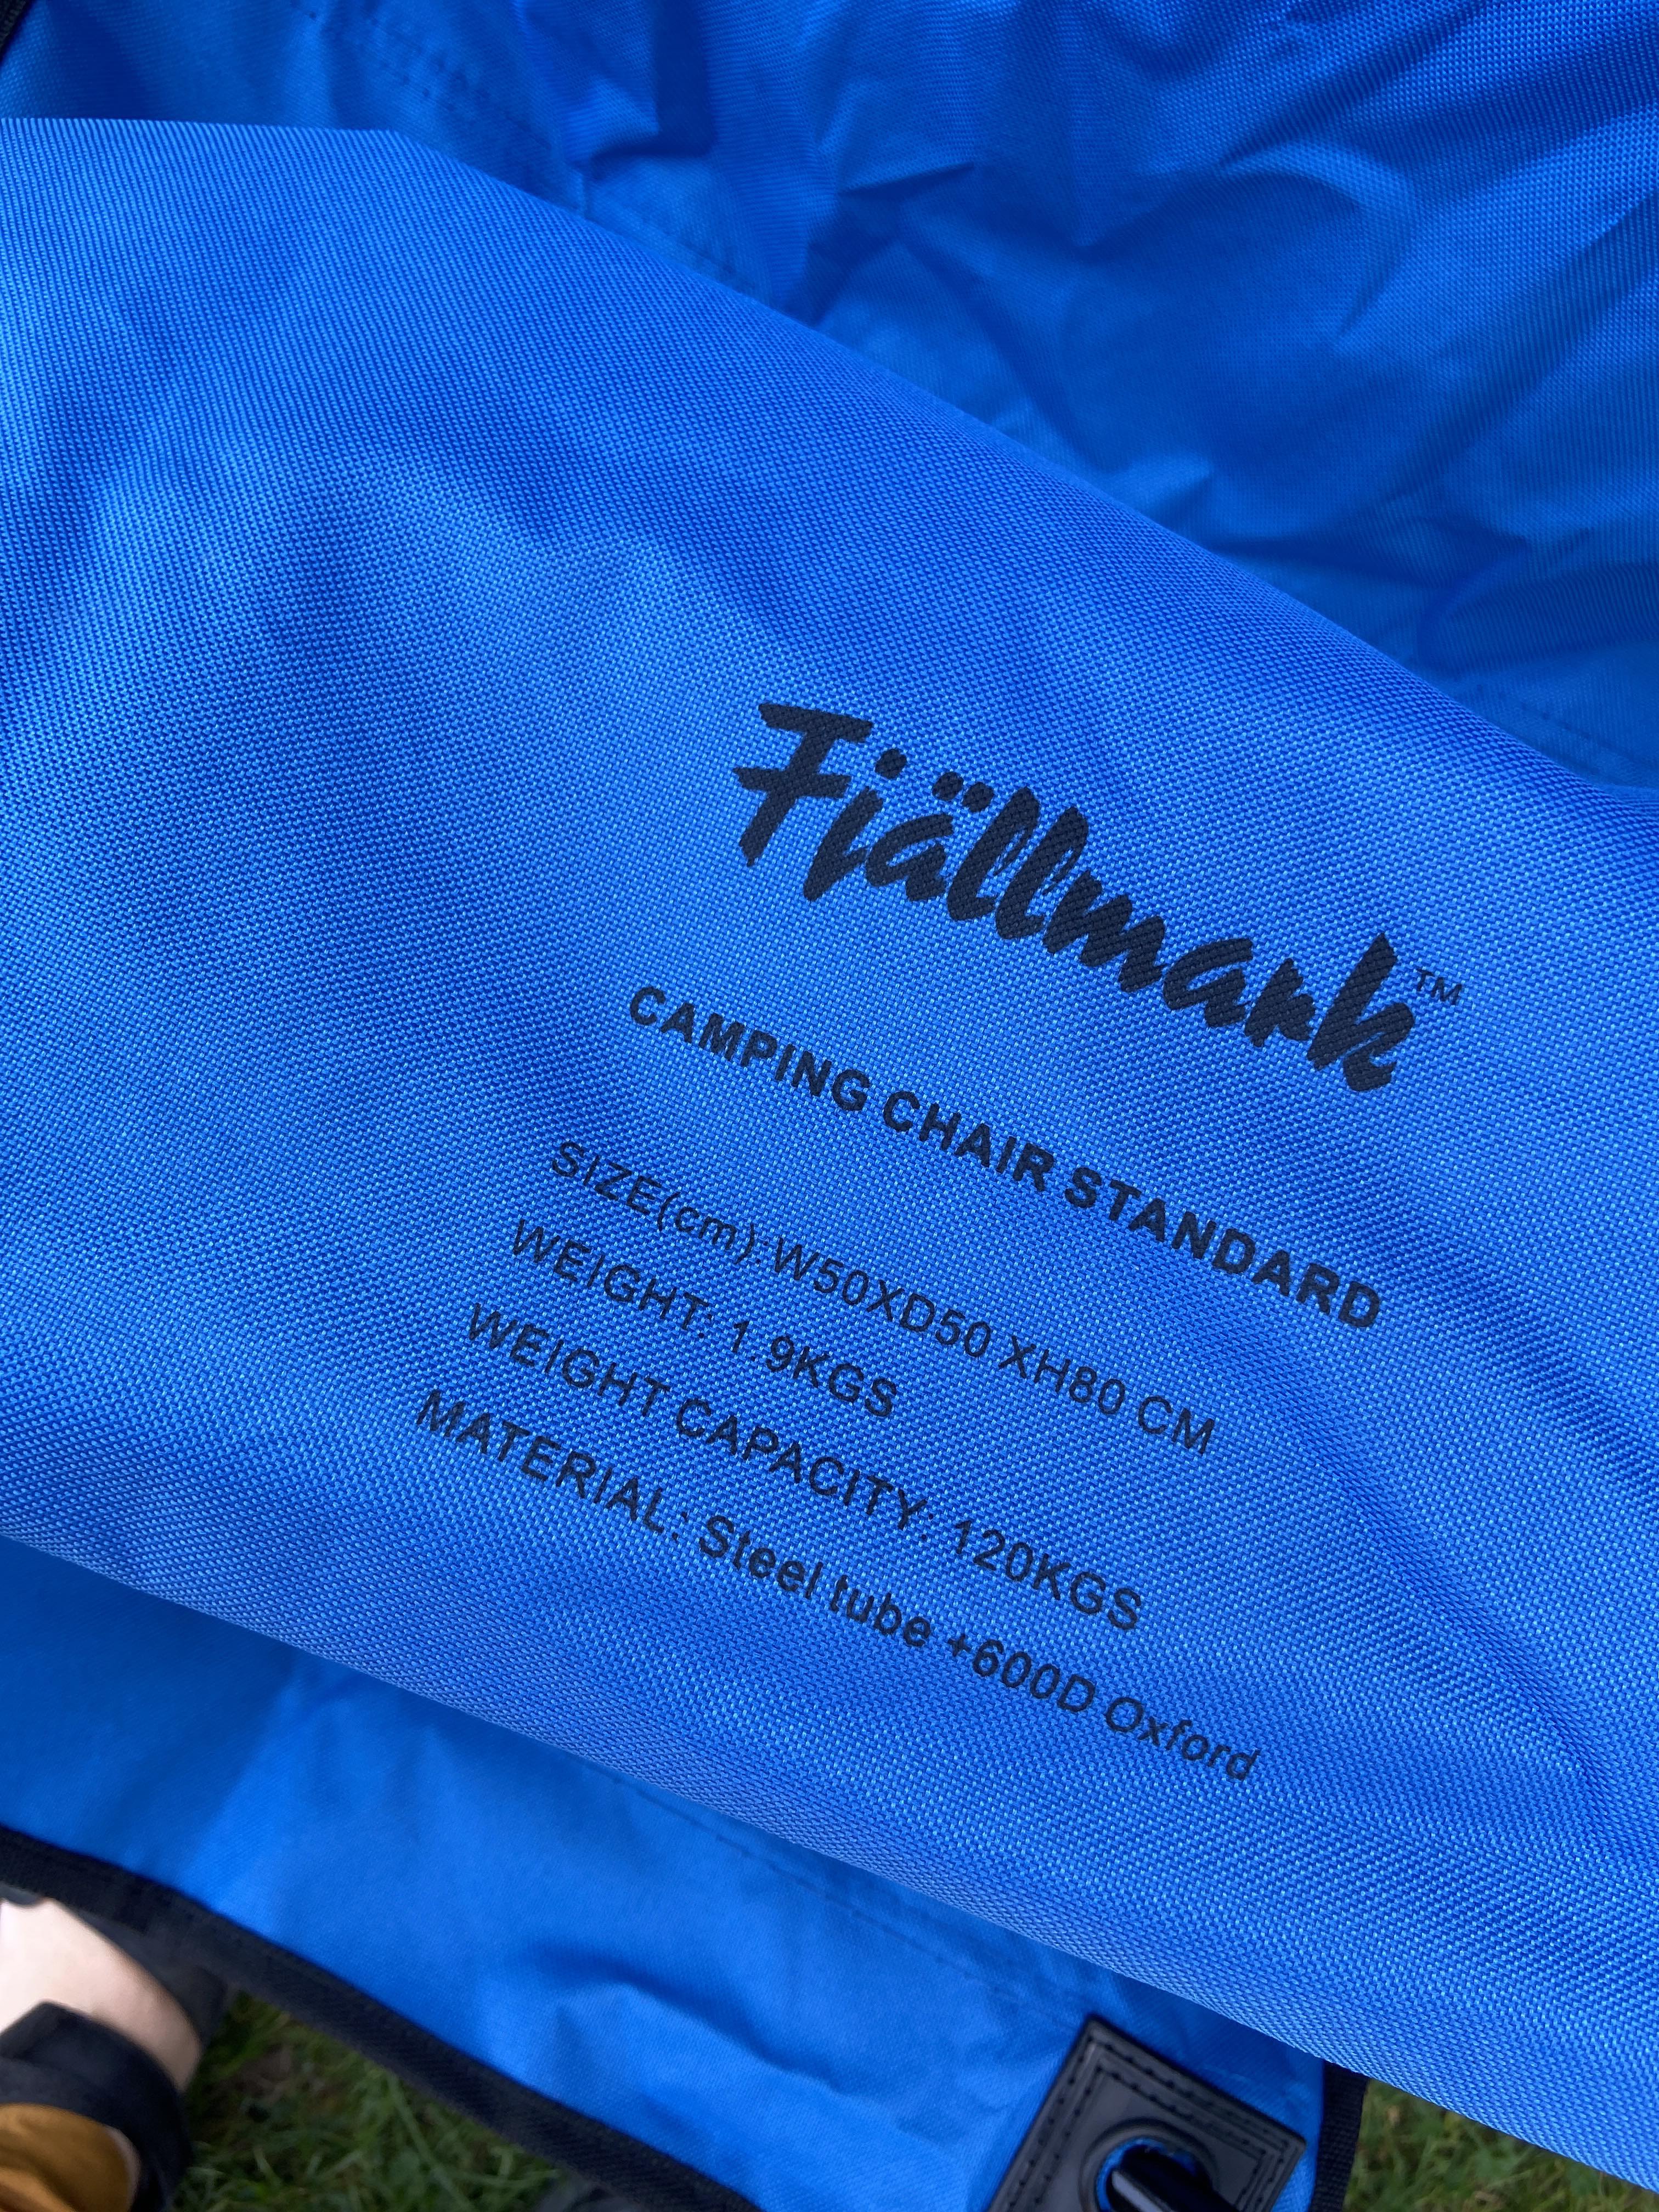 Fjällmark™
CAMPING CHAIR STANDARD
SIZE(cm): W50XD50 XH80 CM
WEIGHT: 1.9KGS
WEIGHT CAPACITY: 120KGS
MATERIAL: Steel tube +600D Oxford